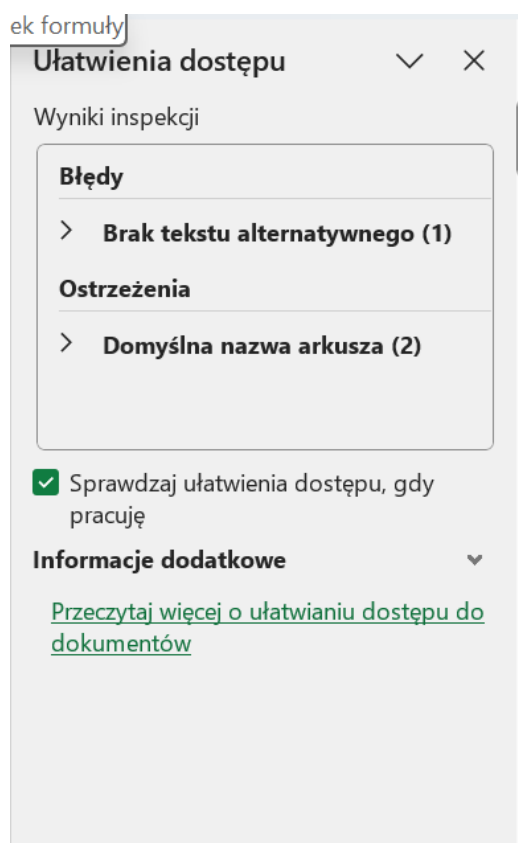 ek formuły
Ułatwienia dostępu
Wyniki inspekcji
Błędy
Brak tekstu alternatywnego (1)
Ostrzeżenia
Domyślna nazwa arkusza (2)
Sprawdzaj ułatwienia dostępu, gdy
pracuję
Informacje dodatkowe
Przeczytaj więcej o ułatwianiu dostępu do
dokumentów